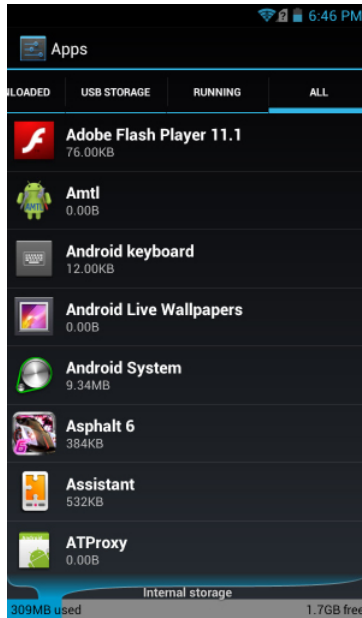 6:46 PM
Apps
NLOADED USB STORAGE RUNNING ALL
Adobe Flash Player 11.1
76.00KB
Amtl
0.00B
Android keyboard
12.00KB
Android Live Wallpapers
0.00B
Android System
9.34MB
6
Asphalt 6
384KB
Assistant
532KB
ATProxy
0.00B
Internal storage
309MB used 1.7GB free